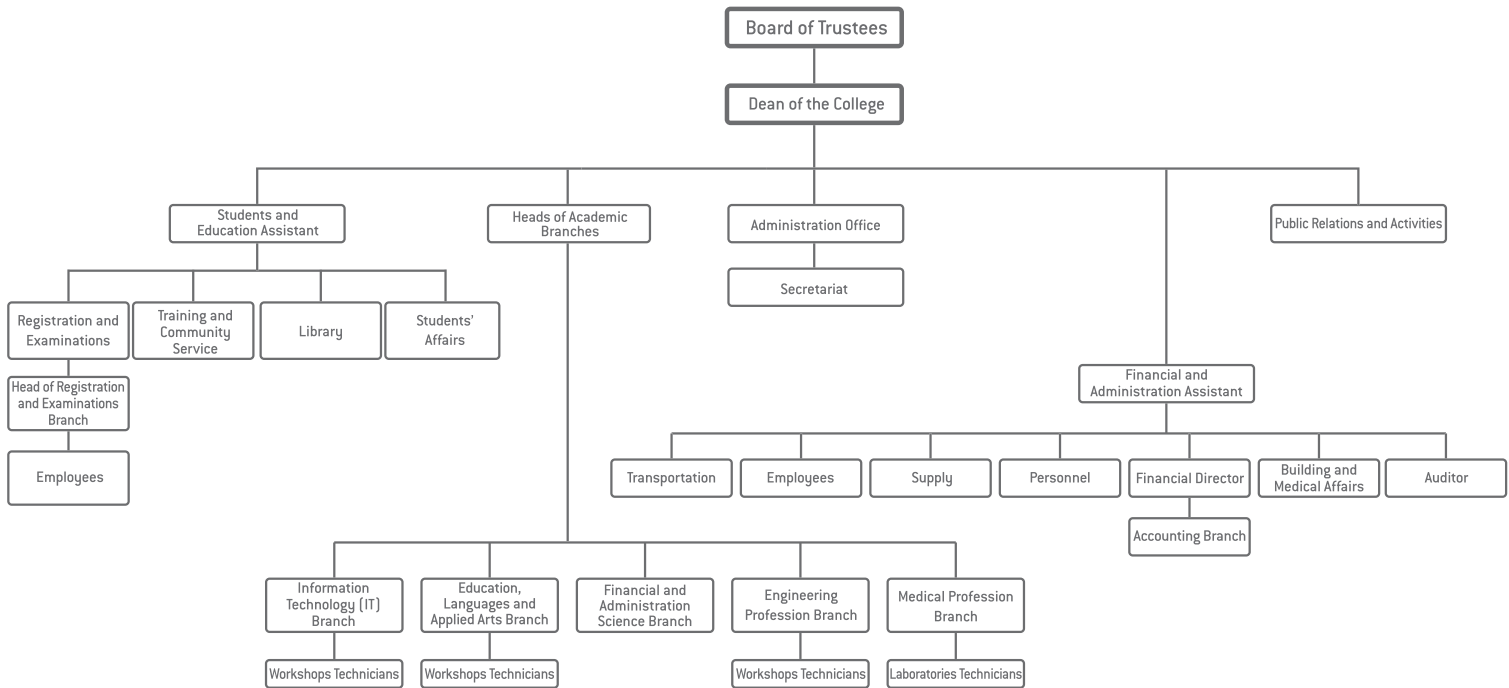 Board of Trustees
Dean of the College
Students and
Education Assistant
Heads of Academic
Branches
Administration Office
Public Relations and Activities
Secretariat
Registration and
Examinations
Training and
Community
Service
Library
Students’
Affairs
Head of Registration
and Examinations
Branch
Employees
Financial and
Administration Assistant
Transportation
Employees
Supply
Personnel
Financial Director
Building and
Medical Affairs
Auditor
Accounting Branch
Information
Technology (IT)
Branch
Education,
Languages and
Applied Arts Branch
Financial and
Administration
Science Branch
Engineering
Profession Branch
Medical Profession
Branch
Workshops Technicians
Workshops Technicians
Workshops Technicians
Laboratories Technicians